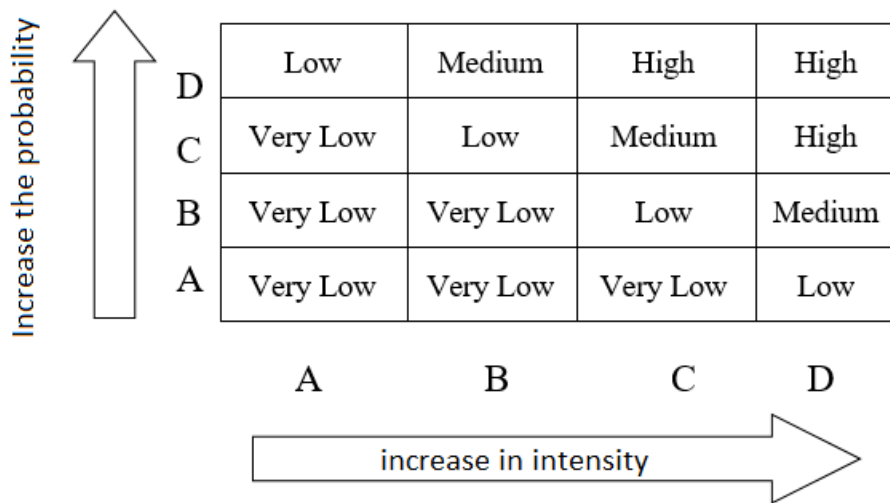 Increase the probability
D Low Medium High High
C Very Low Low Medium High
B Very Low Very Low Low Medium
A Very Low Very Low Very Low Low
A B C D
increase in intensity